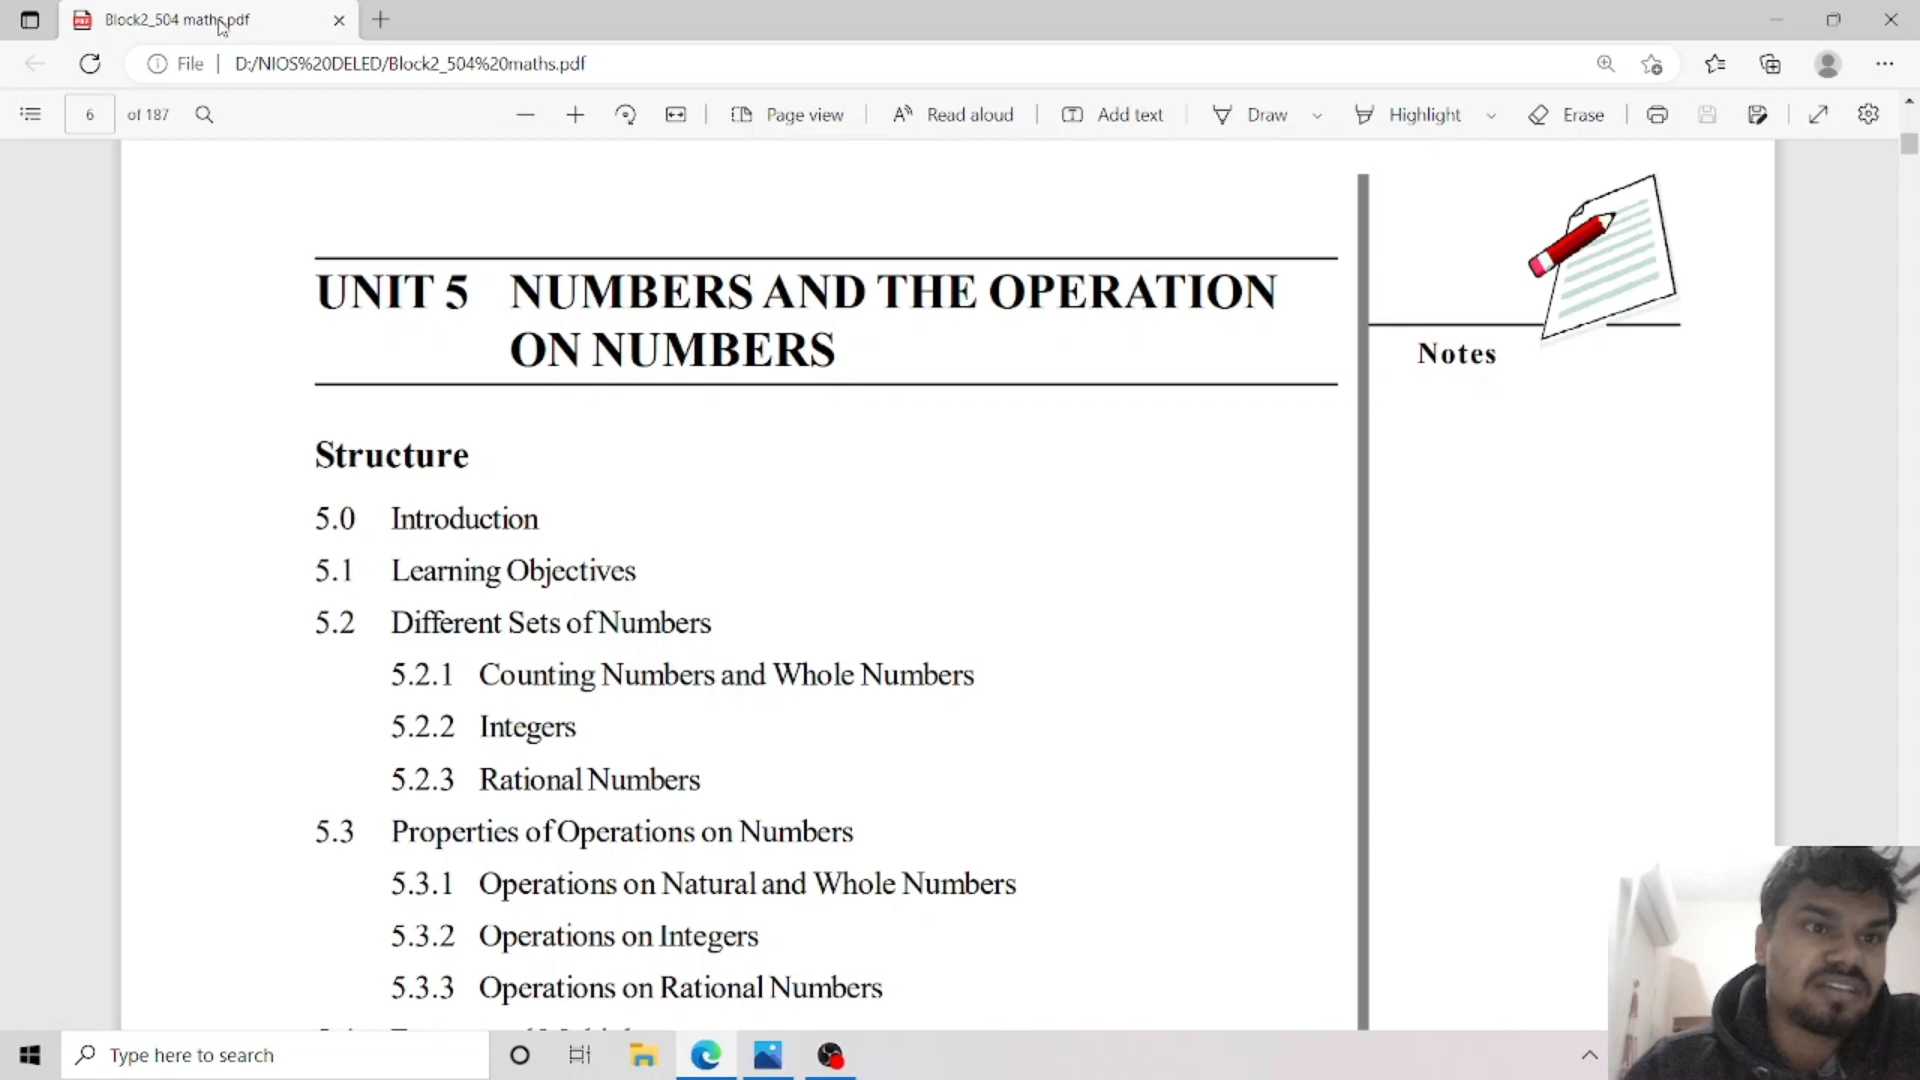 Block2_504 maths.pdf
File
D:/NIOS%20DELED/Block2_504%20maths.pdf
6 of 187
Page view
Read aloud
Add text
Draw
Highlight
Erase
UNIT 5 NUMBERS AND THE OPERATION
ON NUMBERS
Notes
Structure
5.0 Introduction
5.1 Learning Objectives
5.2 Different Sets of Numbers
5.2.1 Counting Numbers and Whole Numbers
5.2.2 Integers
5.2.3 Rational Numbers
5.3 Properties of Operations on Numbers
5.3.1 Operations on Natural and Whole Numbers
5.3.2 Operations on Integers
5.3.3 Operations on Rational Numbers
Type here to search